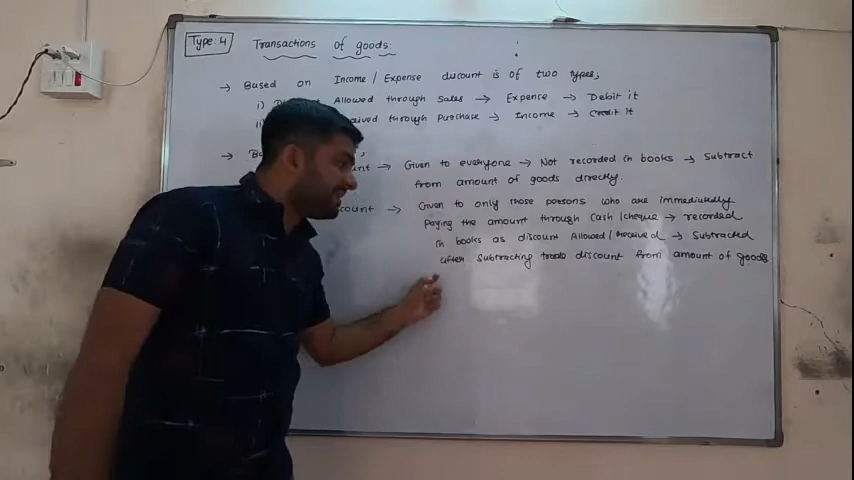 Type: 4 Transactions of goods:
→ Based on Income / Expense discount is of two types;
i) Allowed through Sales → Expense → Debit it
through Purchase → Income → Credit it
→
→ Given to everyone → Not recorded in books → Subtract
from amount of goods directly.
→ Given to only those persons who are immediately
Paying the amount through Cash / cheque → recorded
in books as discount Allowed / Received → Subtracted
after subtracting trade discount from amount of goods